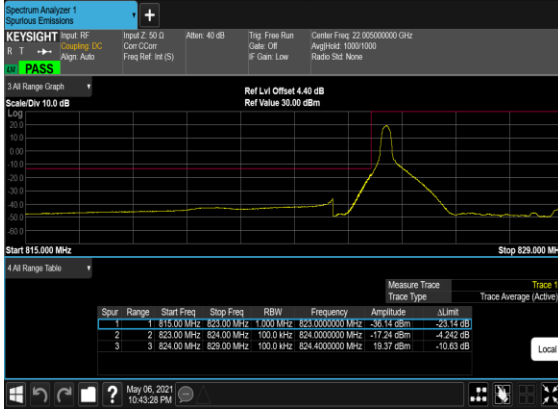 Spectrum Analyzer 1
Spurious Emissions
+
KEYSIGHT Input: RF Input Z: 50 Ω Atten: 40 dB Trig: Free Run Center Freq: 22.005000000 GHz
R T Coupling: DC Corr CCorr Gate: Off Avg|Hold: 1000/1000
Align: Auto Freq Ref: Int (S) IF Gain: Low Radio Std: None
PASS
3 All Range Graph
Ref Lvl Offset 4.40 dB
Scale/Div 10.0 dB Ref Value 30.00 dBm
Log
20.0
10.0
0.00
-10.0
-20.0
-30.0
-40.0
-50.0
-60.0
Start 815.000 MHz Stop 829.000 MH
4 All Range Table
Measure Trace Trace 1
Trace Type Trace Average (Active)
Spur Range Start Freq Stop Freq RBW Frequency Amplitude ΔLimit
1 1 815.00 MHz 823.00 MHz 1.000 MHz 823.0000000 MHz -36.14 dBm -23.14 dB
2 2 823.00 MHz 824.00 MHz 100.0 kHz 824.0000000 MHz -17.24 dBm -4.242 dB
3 3 824.00 MHz 829.00 MHz 100.0 kHz 824.4000000 MHz 19.37 dBm -10.63 dB
Local
? May 06, 2021
10:43:28 PM